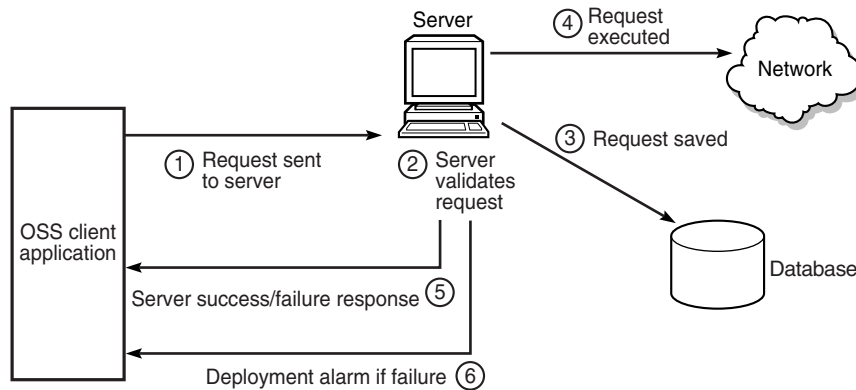 Server
4 Request
executed
Network
1 Request sent
to server
2 Server
validates
request
3 Request saved
OSS client
application
Database
Server success/failure response 5
Deployment alarm if failure 6